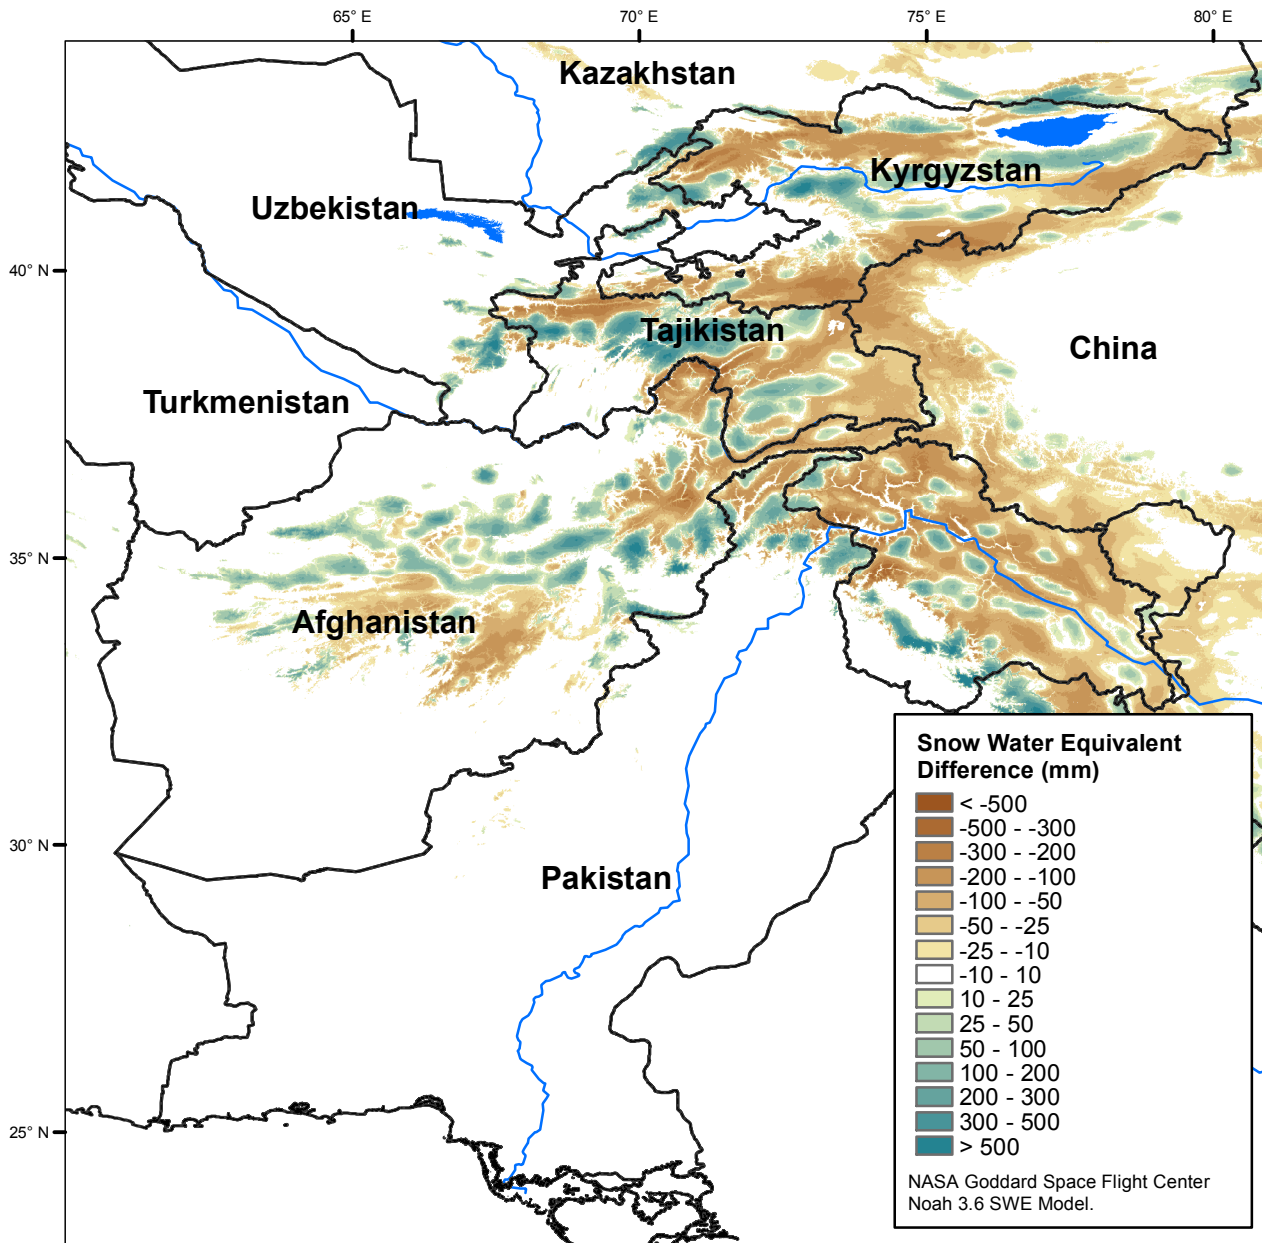 65° E
70° E
75° E
80° E
Kazakhstan
Kyrgyzstan
Uzbekistan
40° N
Tajikistan
China
Turkmenistan
35° N
Afghanistan
30° N
Pakistan
25° N
Snow Water Equivalent
Difference (mm)
< -500
-500 - -300
-300 - -200
-200 - -100
-100 - -50
-50 - -25
-25 - -10
-10 - 10
10 - 25
25 - 50
50 - 100
100 - 200
200 - 300
300 - 500
> 500
NASA Goddard Space Flight Center
Noah 3.6 SWE Model.